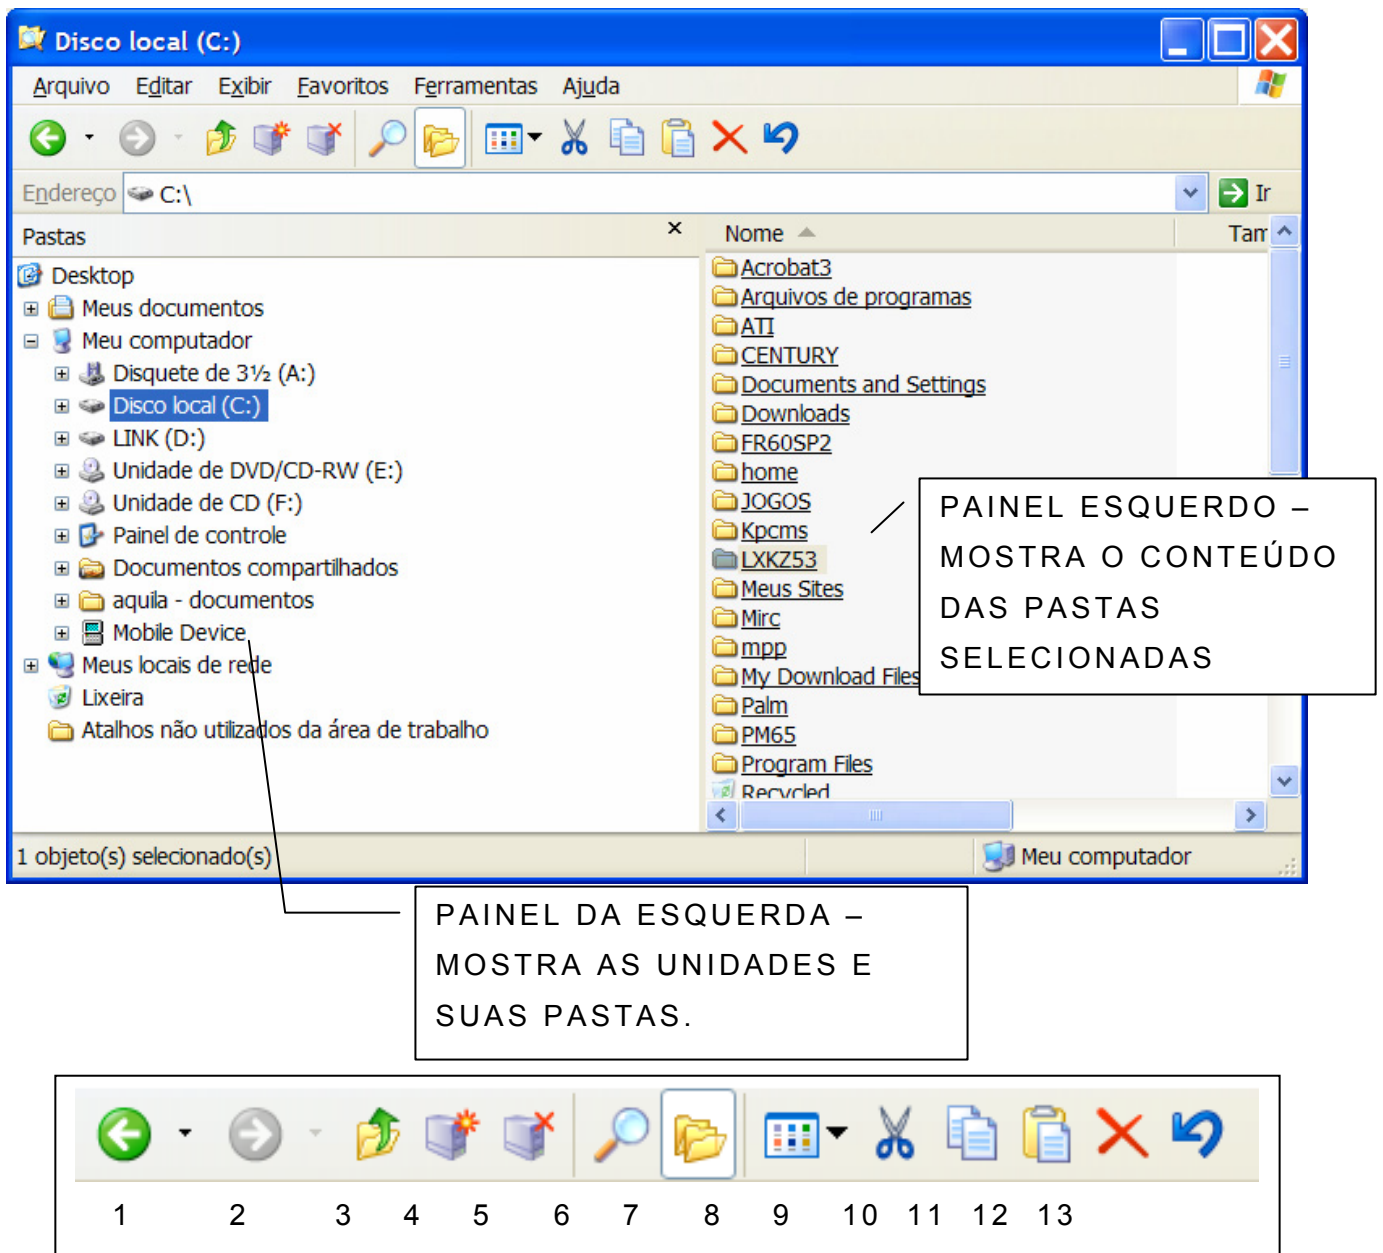 Disco local (C:)
Arquivo Editar Exibir Favoritos Ferramentas Ajuda
Endereço C:\ Ir
Pastas ×
Desktop
Meus documentos
Meu computador
Disquete de 3½ (A:)
Disco local (C:)
LINK (D:)
Unidade de DVD/CD-RW (E:)
Unidade de CD (F:)
Painel de controle
Documentos compartilhados
aquila - documentos
Mobile Device
Meus locais de rede
Lixeira
Atalhos não utilizados da área de trabalho
Nome Tam
Acrobat3
Arquivos de programas
ATI
CENTURY
Documents and Settings
Downloads
FR60SP2
home
JOGOS
Kpcms
LXKZ53
Meus Sites
Mirc
mpp
My Download Files
Palm
PM65
Program Files
Recycled
PAINEL ESQUERDO –
MOSTRA O CONTEÚDO
DAS PASTAS
SELECIONADAS
1 objeto(s) selecionado(s) Meu computador
PAINEL DA ESQUERDA –
MOSTRA AS UNIDADES E
SUAS PASTAS.
1 2 3 4 5 6 7 8 9 10 11 12 13